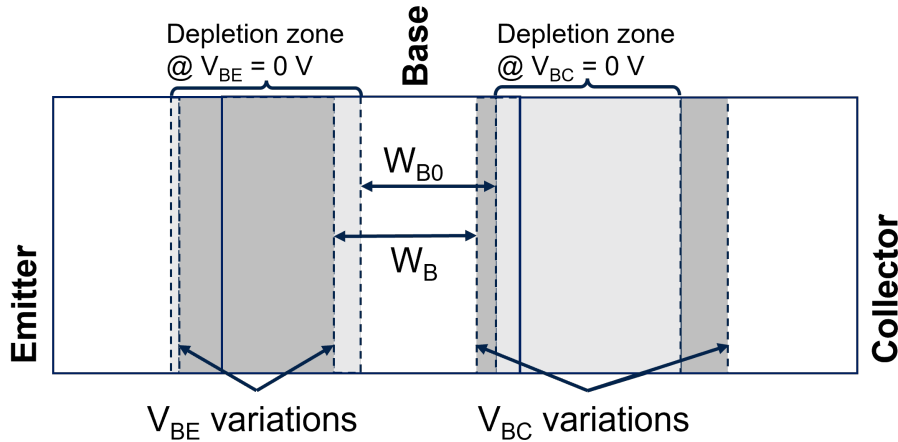 Depletion zone
@ V_BE = 0 V
Base
Depletion zone
@ V_BC = 0 V
W_B0
W_B
Emitter
Collector
V_BE variations
V_BC variations